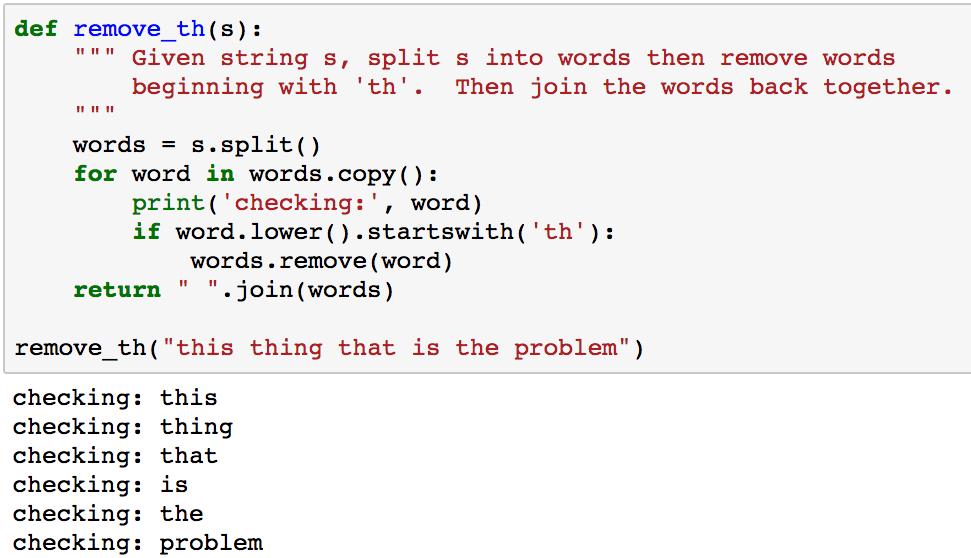 def remove_th(s):
    """ Given string s, split s into words then remove words
        beginning with 'th'.  Then join the words back together.
    """
    words = s.split()
    for word in words.copy():
        print('checking:', word)
        if word.lower().startswith('th'):
            words.remove(word)
    return " ".join(words)

remove_th("this thing that is the problem")
checking: this
checking: thing
checking: that
checking: is
checking: the
checking: problem